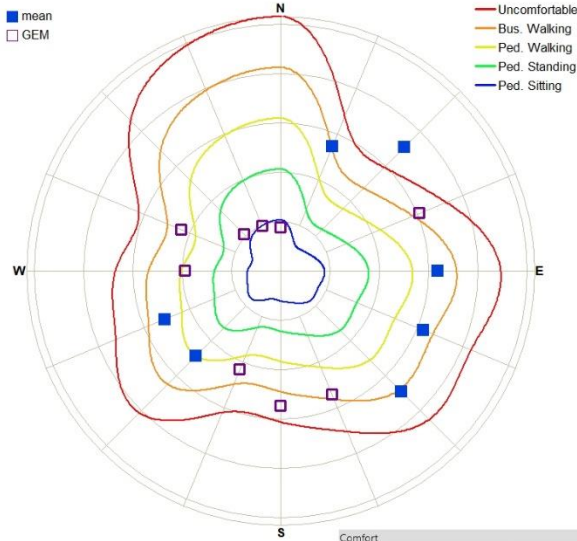 mean
GEM
N
Uncomfortable
Bus. Walking
Ped. Walking
Ped. Standing
Ped. Sitting
W
E
S
Comfort